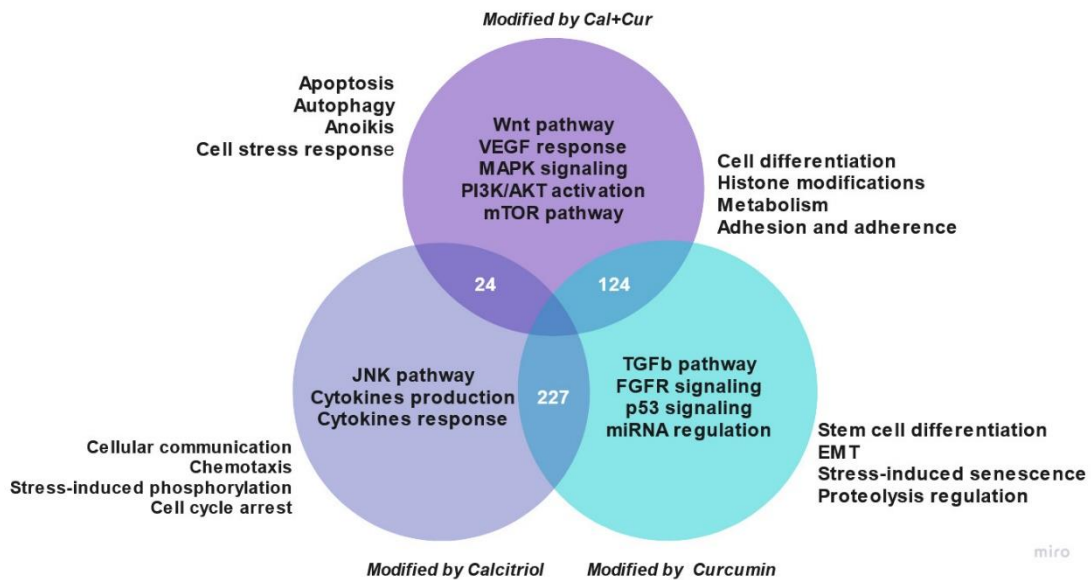 Modified by Cal+Cur
Apoptosis
Autophagy
Anoikis
Cell stress response
Wnt pathway
VEGF response
MAPK signaling
PI3K/AKT activation
mTOR pathway
Cell differentiation
Histone modifications
Metabolism
Adhesion and adherence
24
124
JNK pathway
Cytokines production
Cytokines response
227
TGFb pathway
FGFR signaling
p53 signaling
miRNA regulation
Cellular communication
Chemotaxis
Stress-induced phosphorylation
Cell cycle arrest
Stem cell differentiation
EMT
Stress-induced senescence
Proteolysis regulation
Modified by Calcitriol
Modified by Curcumin
miro